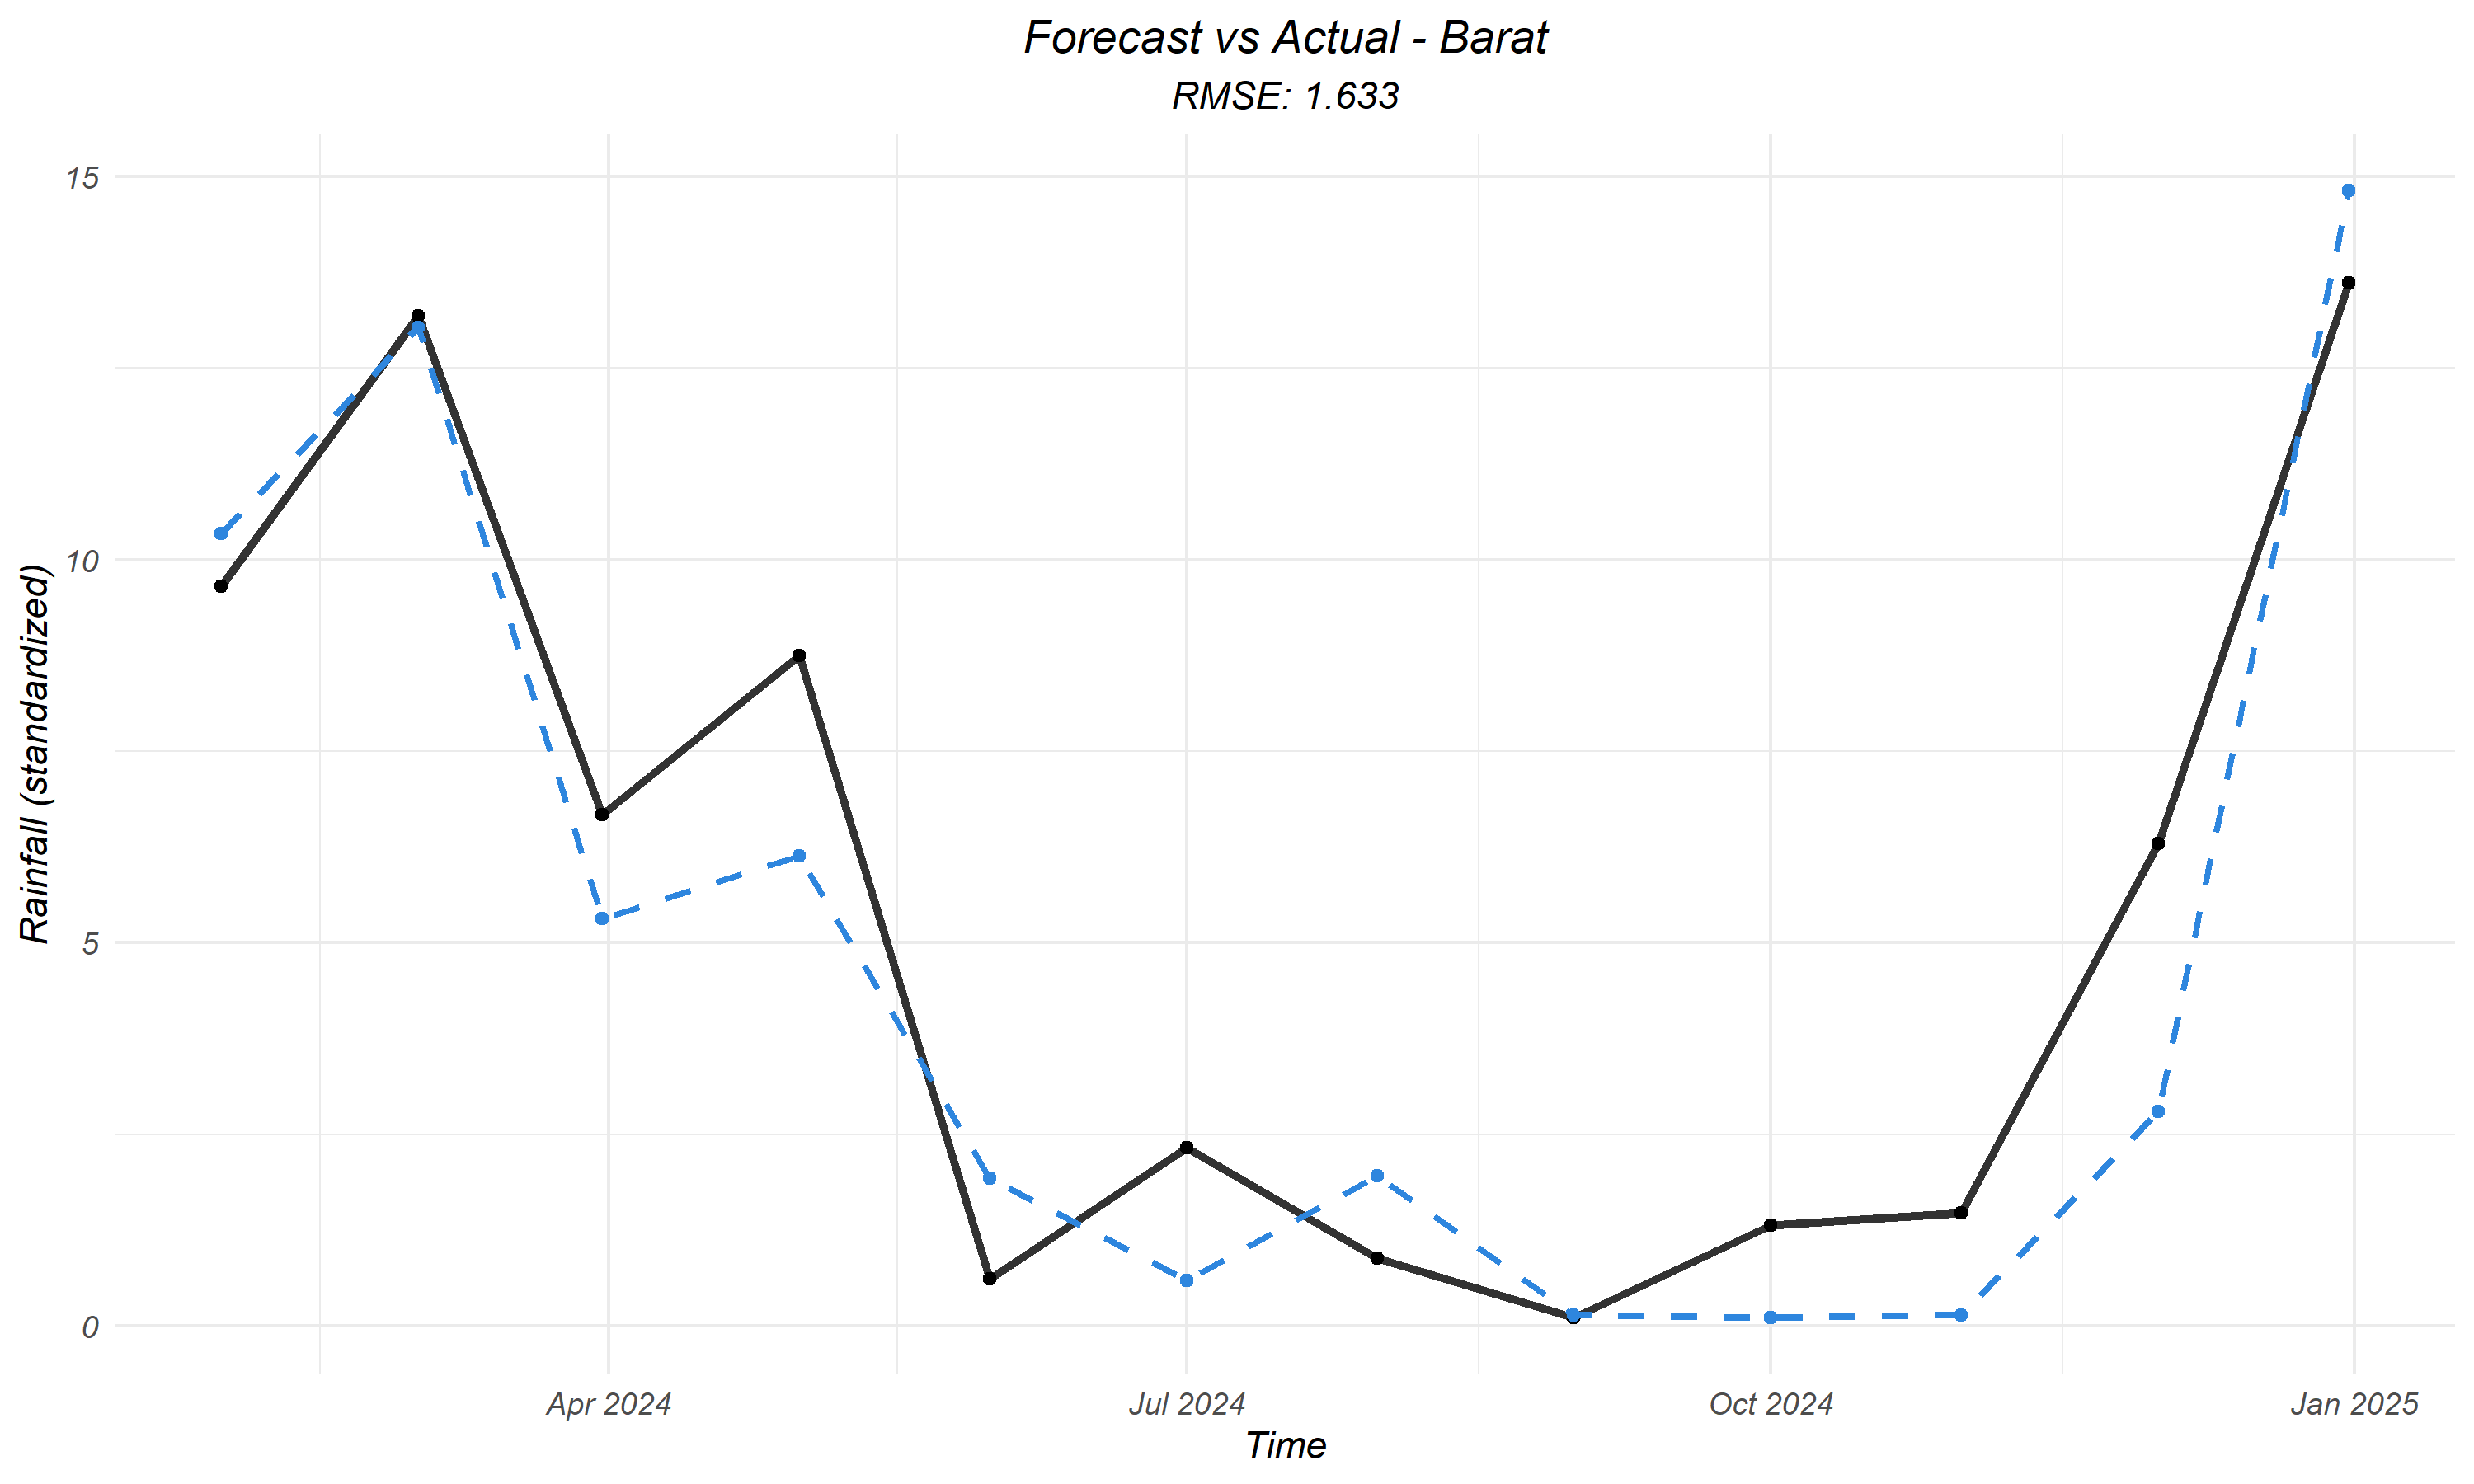 Forecast vs Actual - Barat
RMSE: 1.633
Rainfall (standardized)
15
10
5
0
Apr 2024
Jul 2024
Oct 2024
Jan 2025
Time